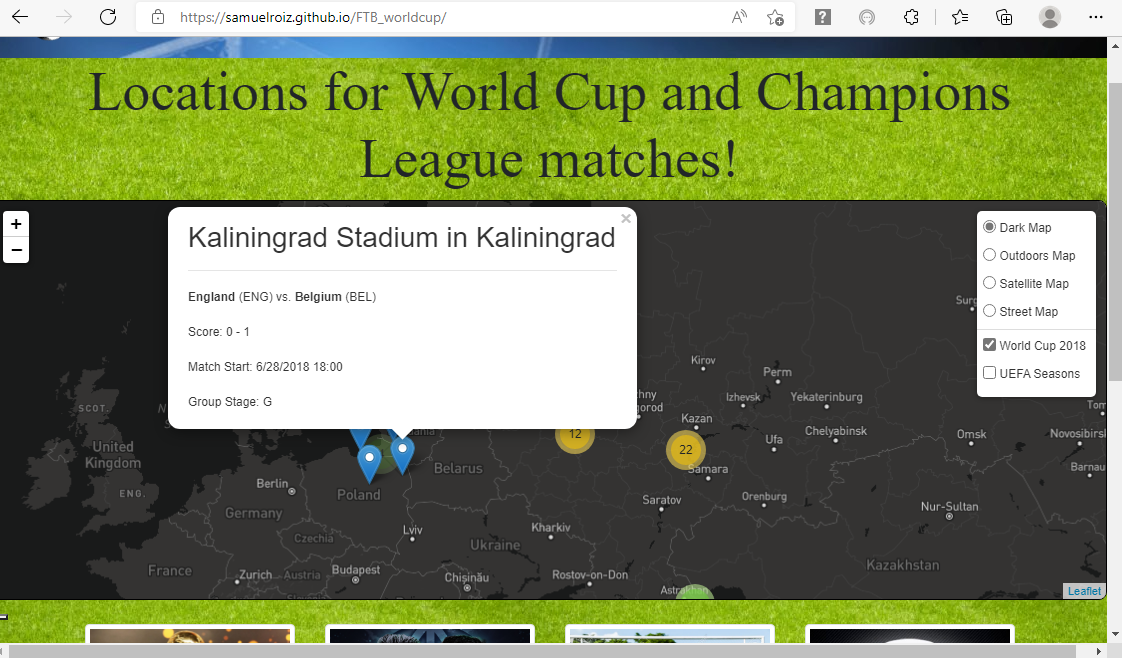 https://samuelroiz.github.io/FTB_worldcup/
Locations for World Cup and Champions
League matches!
+
−
Kaliningrad Stadium in Kaliningrad
×
England (ENG) vs. Belgium (BEL)
Score: 0 - 1
Match Start: 6/28/2018 18:00
Group Stage: G
Dark Map
Outdoors Map
Satellite Map
Street Map
World Cup 2018
UEFA Seasons
Surg
Kirov
Perm
hny
gorod
Izhevsk
Yekaterinburg
Kazan
Tom
SCOT.
N
United
Kingdom
ENG.
12
22
Ufa
Chelyabinsk
Omsk
Novosibirsk
Samara
Barnau
Belarus
Berlin
Poland
Germany
Saratov
Orenburg
Nur-Sultan
Lviv
Kharkiv
Czechia
Ukraine
France
Zurich
Austria
Budapest
Chișinău
Rostov-on-Don
Kazakhstan
Astrakhan
Leaflet